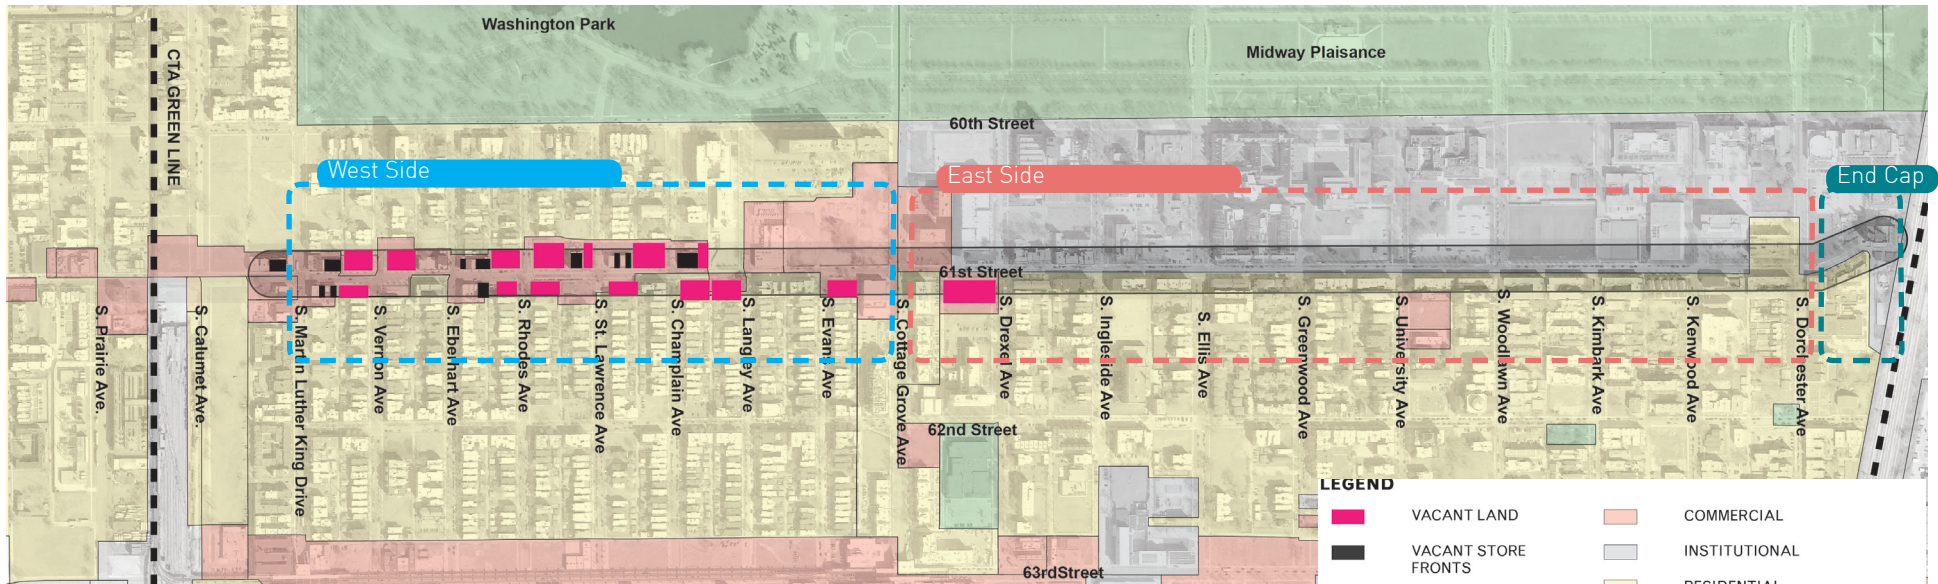 Washington Park
Midway Plaisance
CTA GREEN LINE
60th Street
West Side
East Side
End Cap
61st Street
S. Prairie Ave.
S. Calumet Ave.
S. Martin Luther King Drive
S. Vernon Ave
S. Eberhart Ave
S. Rhodes Ave
S. St. Lawrence Ave
S. Champlain Ave
S. Langley Ave
S. Evans Ave
S. Cottage Grove Ave
S. Drexel Ave
S. Ingleside Ave
S. Ellis Ave
S. Greenwood Ave
S. University Ave
S. Woodlawn Ave
S. Kimbark Ave
S. Kenwood Ave
S. Dorchester Ave
62nd Street
63rdStreet
LEGEND
VACANT LAND
COMMERCIAL
VACANT STORE
FRONTS
INSTITUTIONAL
RESIDENTIAL